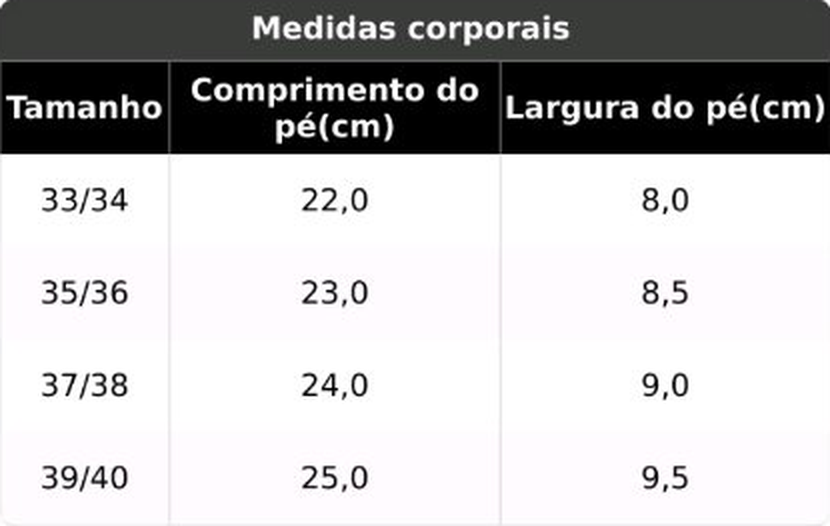 Medidas corporais
Tamanho Comprimento do pé(cm) Largura do pé(cm)
33/34 22,0 8,0
35/36 23,0 8,5
37/38 24,0 9,0
39/40 25,0 9,5